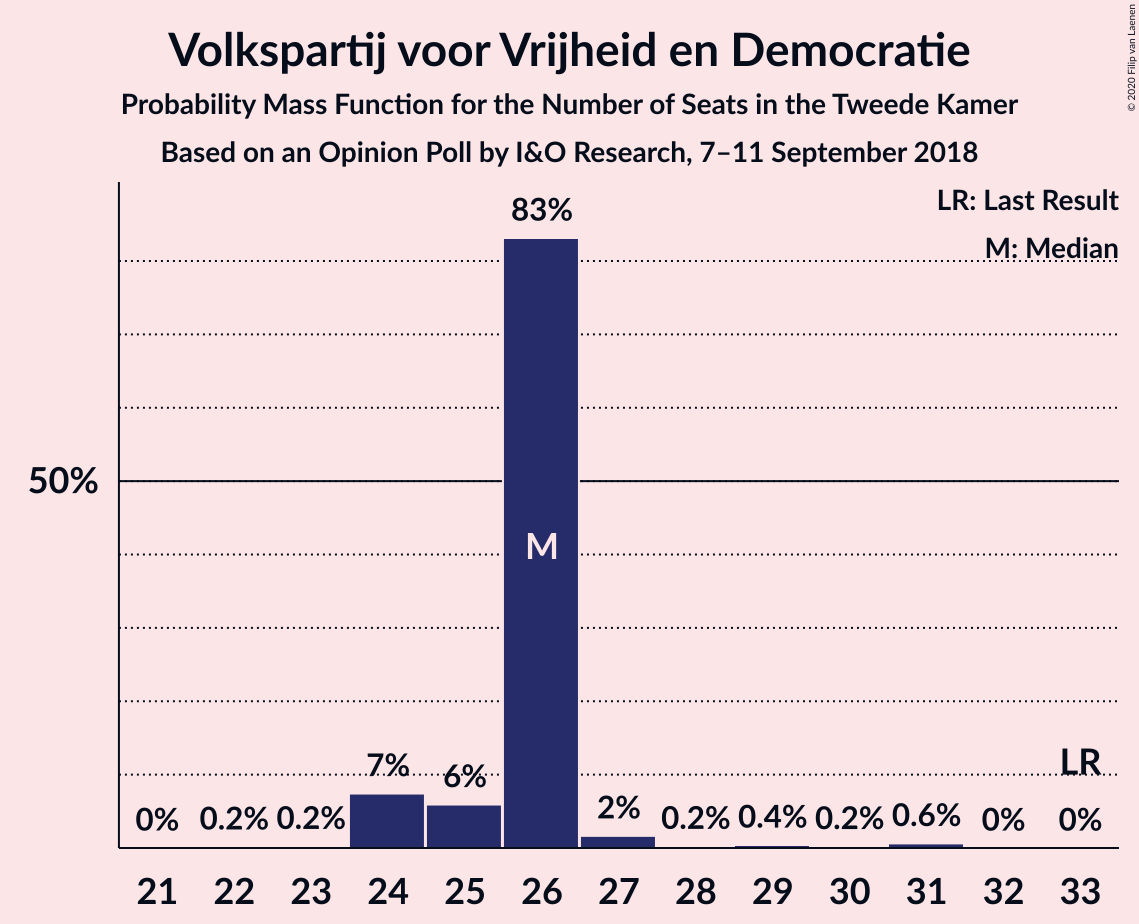 Volkspartij voor Vrijheid en Democratie
Probability Mass Function for the Number of Seats in the Tweede Kamer
Based on an Opinion Poll by I&O Research, 7–11 September 2018
© 2020 Filip van Laenen
LR: Last Result
M: Median
83%
50%
M
LR
7%
6%
0%
0.2%
0.2%
2%
0.2%
0.4%
0.2%
0.6%
0%
0%
21 22 23 24 25 26 27 28 29 30 31 32 33